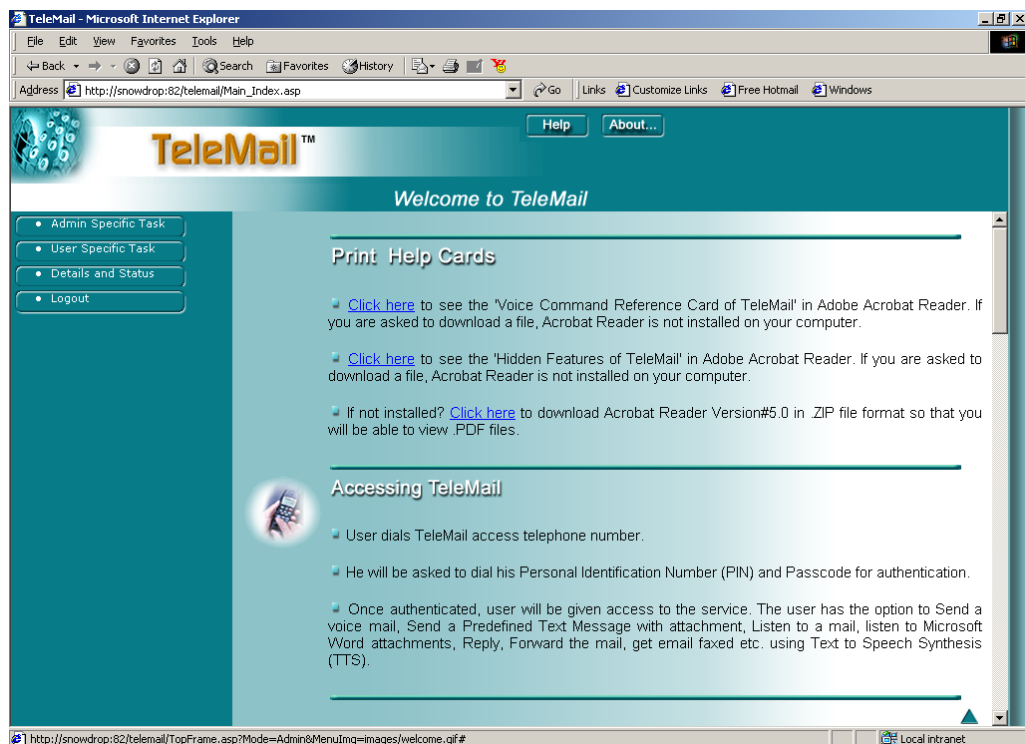 TeleMail - Microsoft Internet Explorer
File Edit View Favorites Tools Help
Back Search Favorites History
Address http://snowdrop:82/telemail/Main_Index.asp Go Links Customize Links Free Hotmail Windows
Help About...
TeleMail™
Welcome to TeleMail
Admin Specific Task
User Specific Task
Details and Status
Logout
Print Help Cards
Click here to see the 'Voice Command Reference Card of TeleMail' in Adobe Acrobat Reader. If
you are asked to download a file, Acrobat Reader is not installed on your computer.
Click here to see the 'Hidden Features of TeleMail' in Adobe Acrobat Reader. If you are asked to
download a file, Acrobat Reader is not installed on your computer.
If not installed? Click here to download Acrobat Reader Version#5.0 in .ZIP file format so that you
will be able to view .PDF files.
Accessing TeleMail
User dials TeleMail access telephone number.
He will be asked to dial his Personal Identification Number (PIN) and Passcode for authentication.
Once authenticated, user will be given access to the service. The user has the option to Send a
voice mail, Send a Predefined Text Message with attachment, Listen to a mail, listen to Microsoft
Word attachments, Reply, Forward the mail, get email faxed etc. using Text to Speech Synthesis
(TTS).
http://snowdrop:82/telemail/TopFrame.asp?Mode=Admin&MenuImg=images/welcome.gif# Local intranet